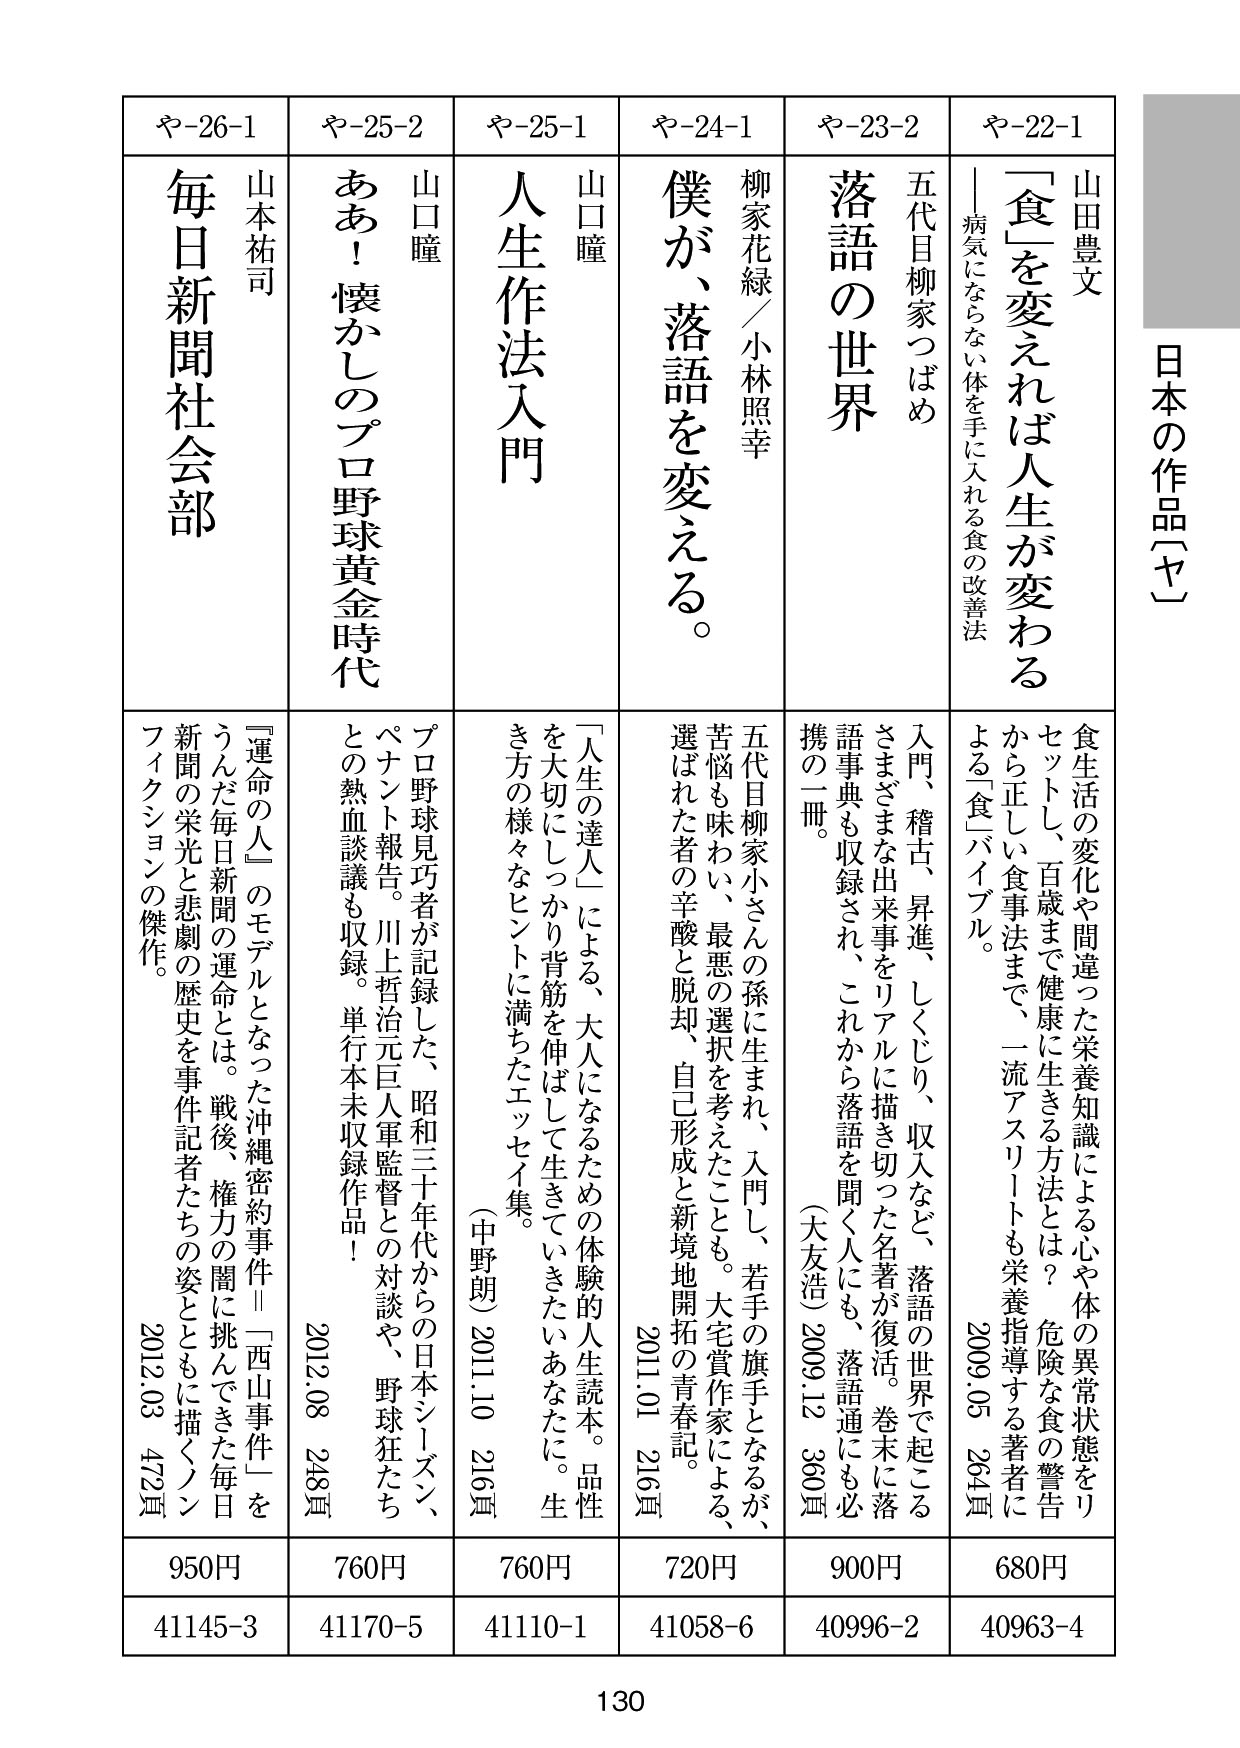 日本の作品〔ヤ〕
や-22-1
山田豊文
「食」を変えれば人生が変わる
——病気にならない体を手に入れる食の改善法
食生活の変化や間違った栄養知識による心や体の異常状態をリ
セットし、百歳まで健康に生きる方法とは？　危険な食の警告
から正しい食事法まで、一流アスリートも栄養指導する著者に
よる「食」バイブル。
2009.05　264頁
680円
40963-4
や-23-2
五代目柳家つばめ
落語の世界
入門、稽古、昇進、しくじり、収入など、落語の世界で起こる
さまざまな出来事をリアルに描き切った名著が復活。巻末に落
語事典も収録され、これから落語を聞く人にも、落語通にも必
携の一冊。
（大友浩）2009.12　360頁
900円
40996-2
や-24-1
柳家花緑／小林照幸
僕が、落語を変える。
五代目柳家小さんの孫に生まれ、入門し、若手の旗手となるが、
苦悩も味わい、最悪の選択を考えたことも。大宅賞作家による、
選ばれた者の辛酸と脱却、自己形成と新境地開拓の青春記。
2011.01　216頁
720円
41058-6
や-25-1
山口瞳
人生作法入門
「人生の達人」による、大人になるための体験的人生読本。品性
を大切にしっかり背筋を伸ばして生きていきたいあなたに。生
き方の様々なヒントに満ちたエッセイ集。
（中野朗）2011.10　216頁
760円
41110-1
や-25-2
山口瞳
ああ！懐かしのプロ野球黄金時代
プロ野球見巧者が記録した、昭和三十年代からの日本シーズン、
ペナント報告。川上哲治元巨人軍監督との対談や、野球狂たち
との熱血談議も収録。単行本未収録作品！
2012.08　248頁
760円
41170-5
や-26-1
山本祐司
毎日新聞社会部
『運命の人』のモデルとなった沖縄密約事件＝「西山事件」を
うんだ毎日新聞の運命とは。戦後、権力の闇に挑んできた毎日
新聞の栄光と悲劇の歴史を事件記者たちの姿とともに描くノン
フィクションの傑作。
2012.03　472頁
950円
41145-3
130